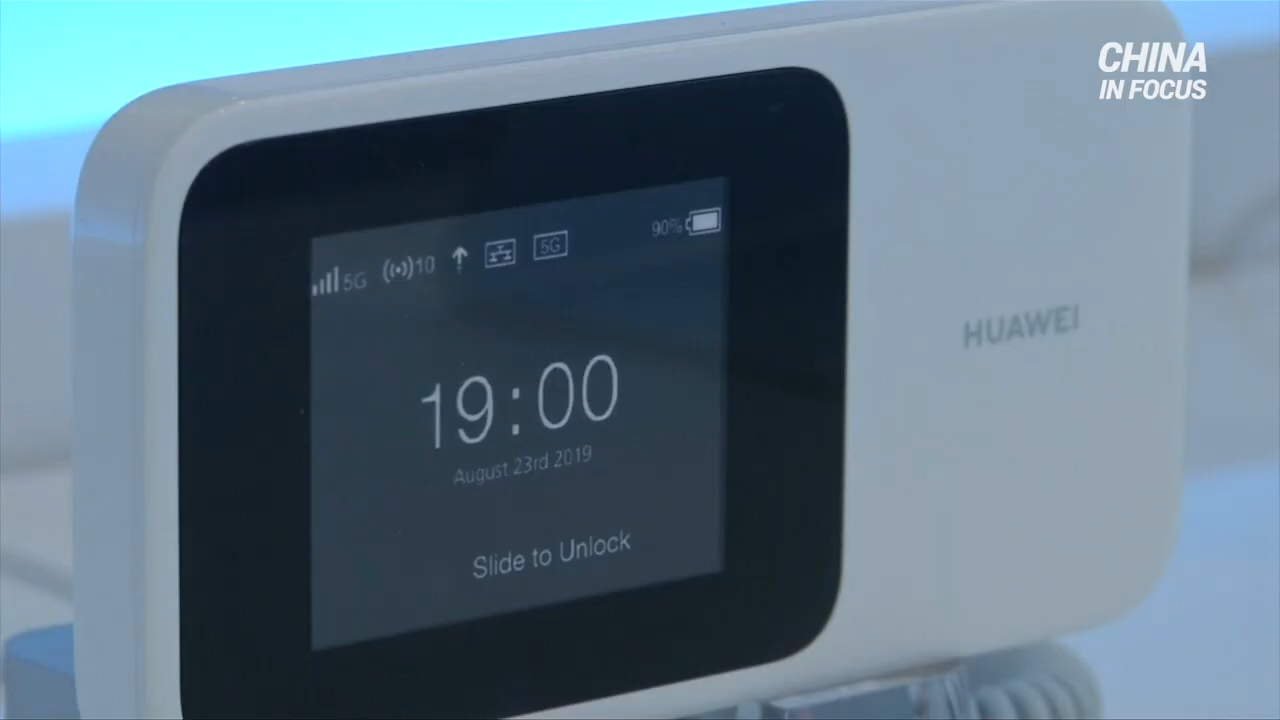 CHINA
IN FOCUS
5G 10 5G 90%
19:00
August 23rd 2019
Slide to Unlock
HUAWEI